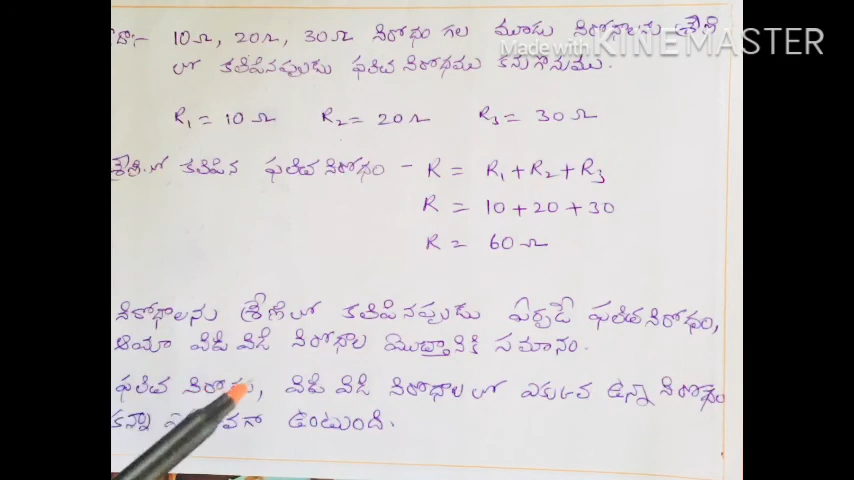 ఉదా:- 10Ω, 20Ω, 30Ω నిరోధం గల మూడు నిరోధాలను శ్రేణి
Made with KINEMASTER
లో కలిపినప్పుడు ఫలిత నిరోధము కనుగొనుము.
R₁ = 10Ω R₂ = 20Ω R₃ = 30Ω
శ్రేణిలో కలిపిన ఫలిత నిరోధం - R = R₁ + R₂ + R₃
R = 10 + 20 + 30
R = 60Ω
నిరోధాలను శ్రేణిలో కలిపినప్పుడు ఏర్పడే ఫలిత నిరోధం,
ఆయా విడి విడి నిరోధాల మొత్తానికి సమానం.
ఫలిత విడి విడి నిరోధాలలో ఎక్కువ ఉన్నా నిరోధం
కన్నా ఉంటుంది.